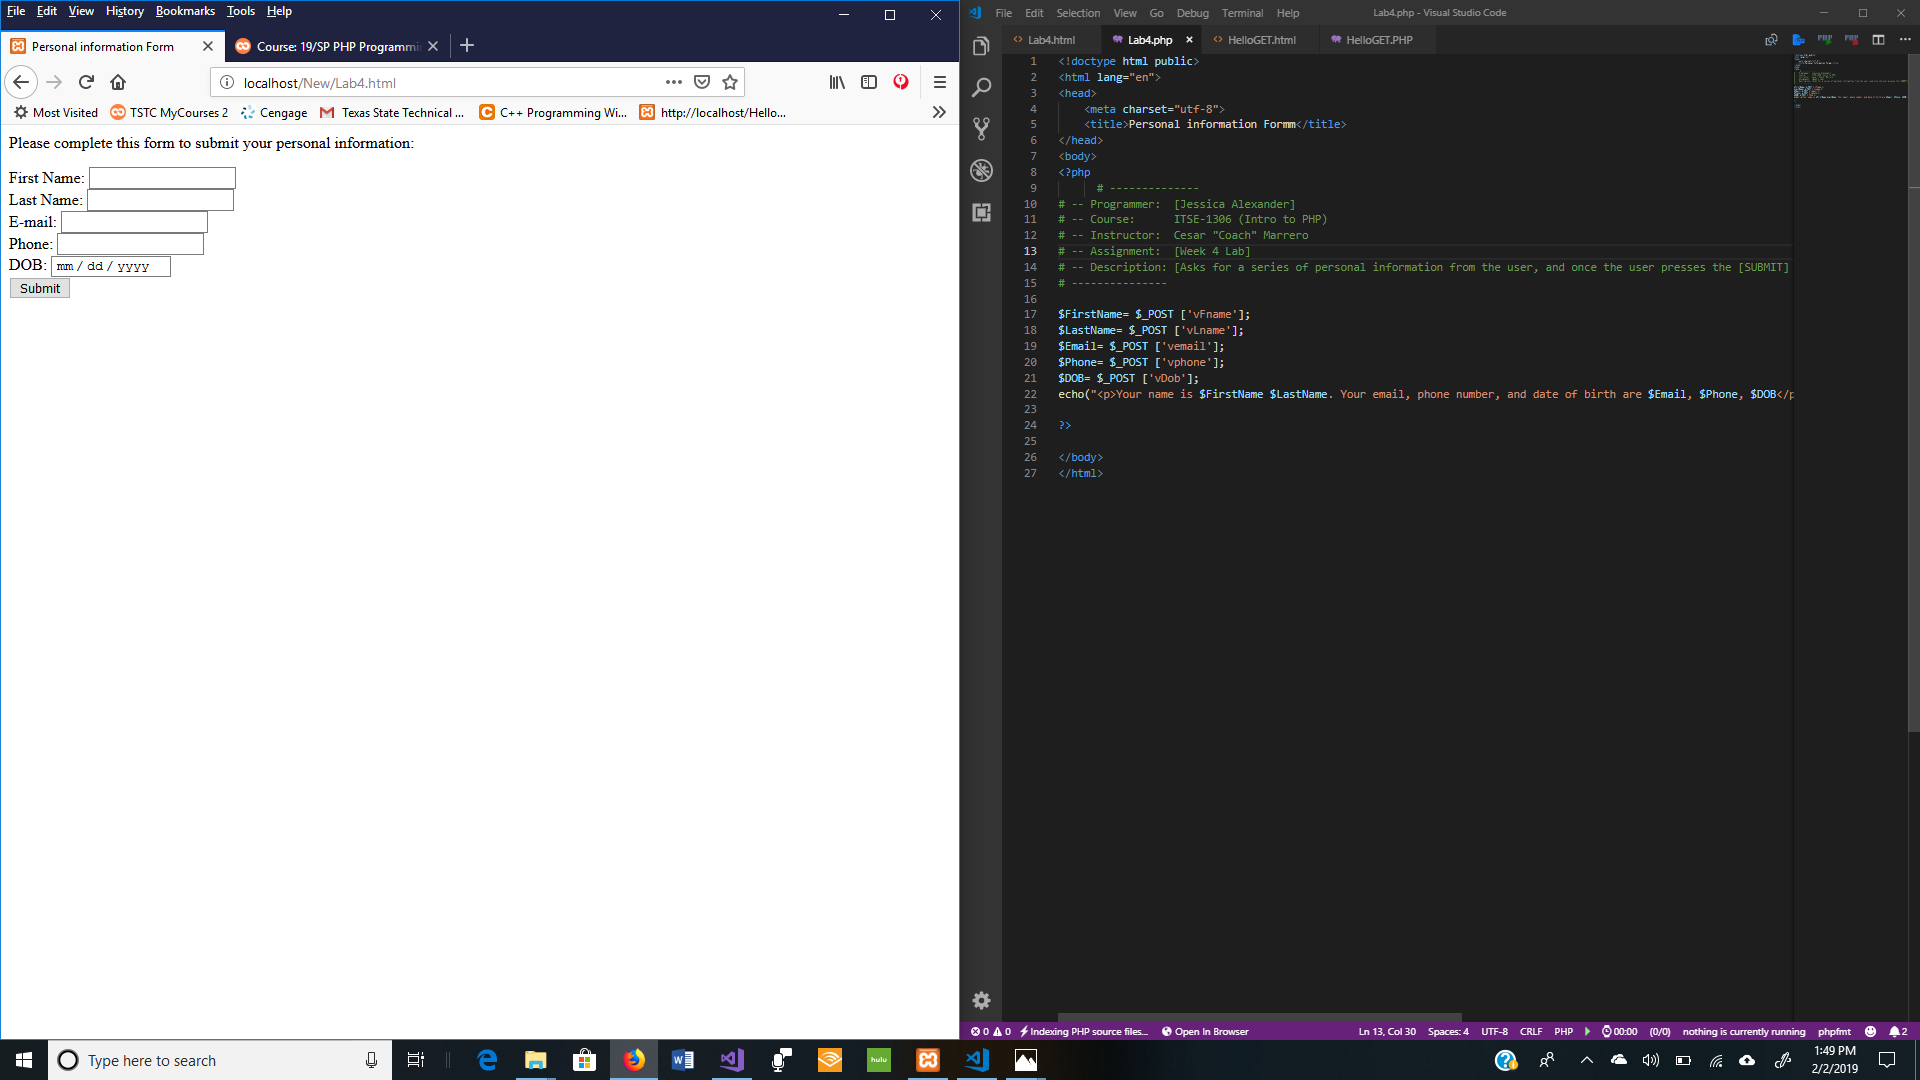 File Edit View History Bookmarks Tools Help
Personal information Form
Course: 19/SP PHP Programmi
localhost/New/Lab4.html
Most Visited TSTC MyCourses 2 Cengage Texas State Technical ... C++ Programming Wi... http://localhost/Hello...
Please complete this form to submit your personal information:
First Name:
Last Name:
E-mail:
Phone:
DOB: mm / dd / yyyy
Submit
File Edit Selection View Go Debug Terminal Help Lab4.php - Visual Studio Code
Lab4.html Lab4.php HelloGET.html HelloGET.PHP
1 <!doctype html public>
2 <html lang="en">
3 <head>
4 <meta charset="utf-8">
5 <title>Personal information Formm</title>
6 </head>
7 <body>
8 <?php
9 # --------------
10 # -- Programmer: [Jessica Alexander]
11 # -- Course: ITSE-1306 (Intro to PHP)
12 # -- Instructor: Cesar "Coach" Marrero
13 # -- Assignment: [Week 4 Lab]
14 # -- Description: [Asks for a series of personal information from the user, and once the user presses the [SUBMIT]
15 # ---------------
16
17 $FirstName= $_POST ['vFname'];
18 $LastName= $_POST ['vLname'];
19 $Email= $_POST ['vemail'];
20 $Phone= $_POST ['vphone'];
21 $DOB= $_POST ['vDob'];
22 echo("<p>Your name is $FirstName $LastName. Your email, phone number, and date of birth are $Email, $Phone, $DOB</p
23
24 ?>
25
26 </body>
27 </html>
0 0 Indexing PHP source files... Open In Browser Ln 13, Col 30 Spaces: 4 UTF-8 CRLF PHP 00:00 (0/0) nothing is currently running phpfmt 2
Type here to search
hulu
1:49 PM
2/2/2019